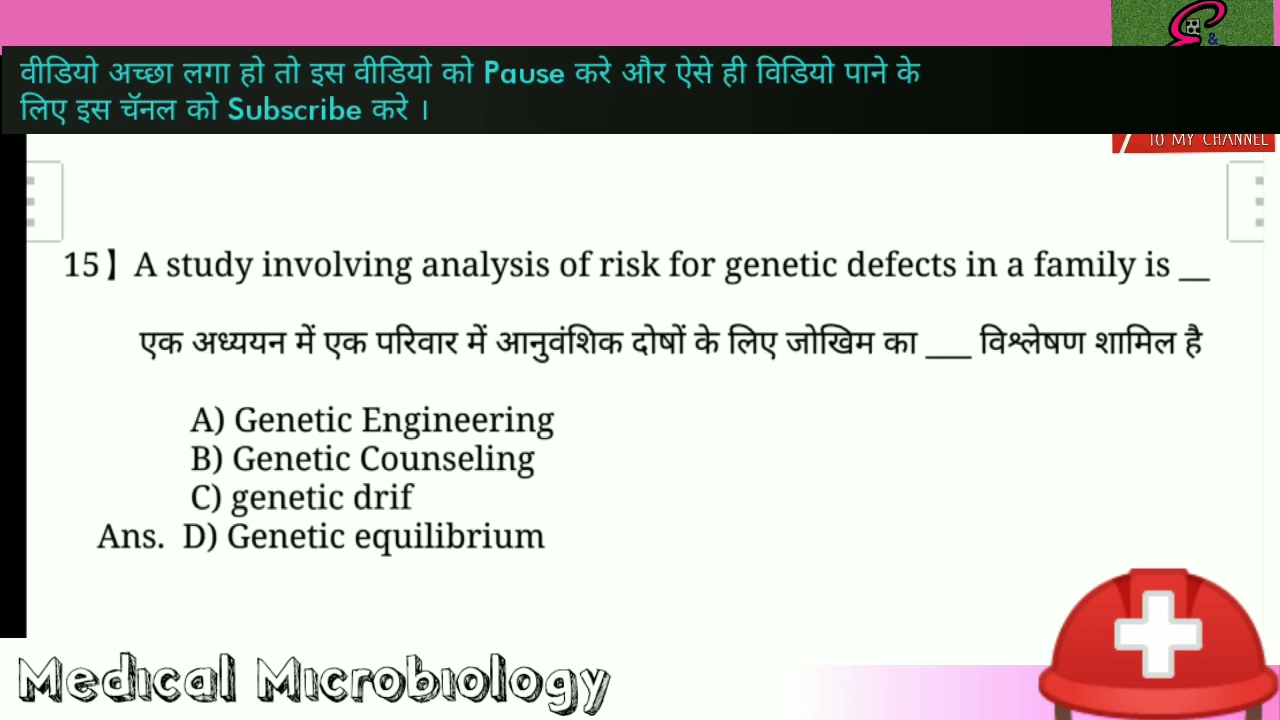 &
वीडियो अच्छा लगा हो तो इस वीडियो को Pause करे और ऐसे ही विडियो पाने के
लिए इस चॅनल को Subscribe करे ।
TO MY CHANNEL
15】A study involving analysis of risk for genetic defects in a family is __
एक अध्ययन में एक परिवार में आनुवंशिक दोषों के लिए जोखिम का ___ विश्लेषण शामिल है
A) Genetic Engineering
B) Genetic Counseling
C) genetic drif
Ans. D) Genetic equilibrium
Medical Microbiology